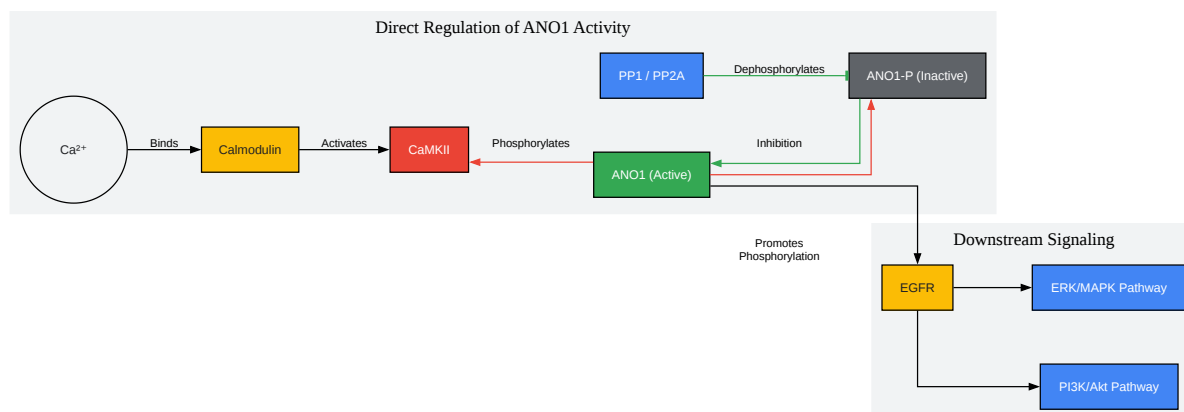 Direct Regulation of ANO1 Activity
PP1 / PP2A
Dephosphorylates
ANO1-P (Inactive)
Ca²⁺
Binds
Calmodulin
Activates
CaMKII
Phosphorylates
Inhibition
ANO1 (Active)
Promotes
Phosphorylation
Downstream Signaling
EGFR
ERK/MAPK Pathway
PI3K/Akt Pathway